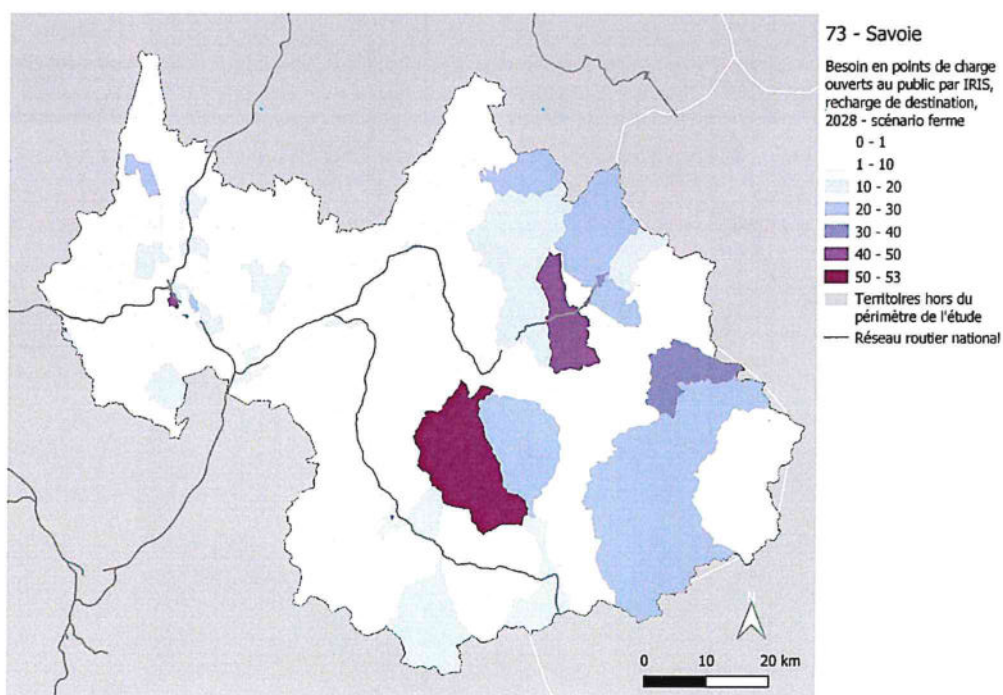 73 - Savoie
Besoin en points de charge
ouverts au public par IRIS,
recharge de destination,
2028 - scénario ferme
0 - 1
1 - 10
10 - 20
20 - 30
30 - 40
40 - 50
50 - 53
Territoires hors du
périmètre de l'étude
Réseau routier national
N
0 10 20 km